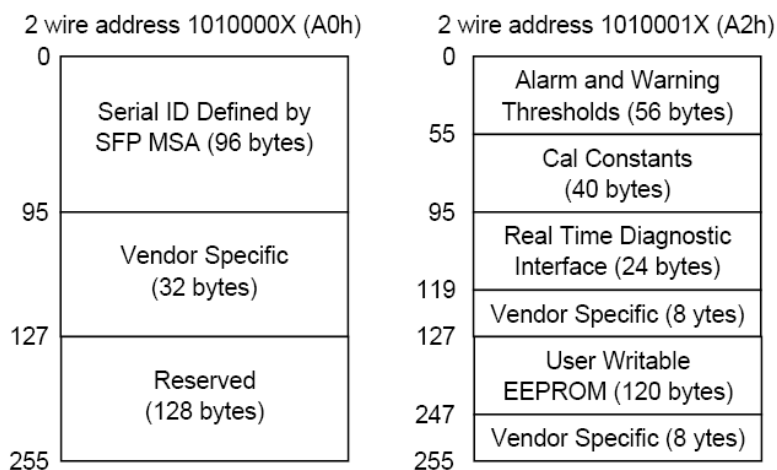 2 wire address 1010000X (A0h)
0
Serial ID Defined by
SFP MSA (96 bytes)
95
Vendor Specific
(32 bytes)
127
Reserved
(128 bytes)
255
2 wire address 1010001X (A2h)
0
Alarm and Warning
Thresholds (56 bytes)
55
Cal Constants
(40 bytes)
95
Real Time Diagnostic
Interface (24 bytes)
119
Vendor Specific (8 ytes)
127
User Writable
EEPROM (120 bytes)
247
Vendor Specific (8 ytes)
255